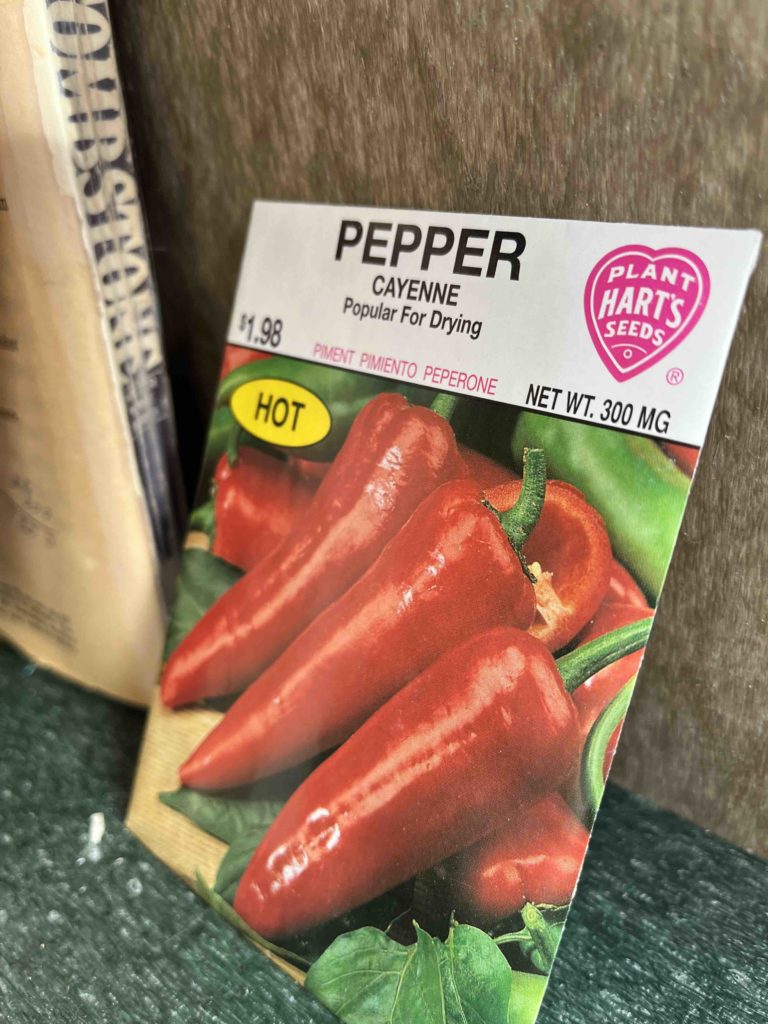 PEPPER
CAYENNE
Popular For Drying
$1.98
PIMENT PIMIENTO PEPERONE
NET WT. 300 MG
PLANT
HART'S
SEEDS
®
HOT